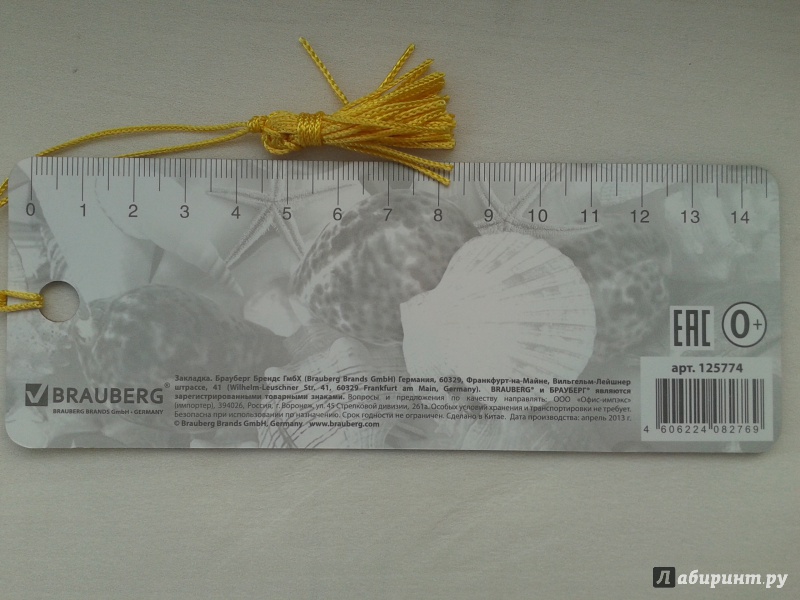 0 1 2 3 4 5 6 7 8 9 10 11 12 13 14
EAC 0+
арт. 125774
BRAUBERG®
BRAUBERG BRANDS GmbH - GERMANY
Закладка. Брауберг Брендс ГмбХ (Brauberg Brands GmbH) Германия, 60329, Франкфурт-на-Майне, Вильгельм-Лейшнер
штрассе, 41 (Wilhelm-Leuschner Str, 41, 60329 Frankfurt am Main, Germany). BRAUBERG® и БРАУБЕРГ® являются
зарегистрированными товарными знаками. Вопросы и предложения по качеству направлять: ООО «Офис-импэкс»
(импортер), 394026, Россия, г. Воронеж, ул. 45 Стрелковой дивизии, 261а. Особых условий хранения и транспортировки не требует.
Безопасна при использовании по назначению. Срок годности не ограничен. Сделано в Китае. Дата производства: апрель 2013 г.
© Brauberg Brands GmbH, Germany www.brauberg.com
4 606224 082769
Лабиринт.ру